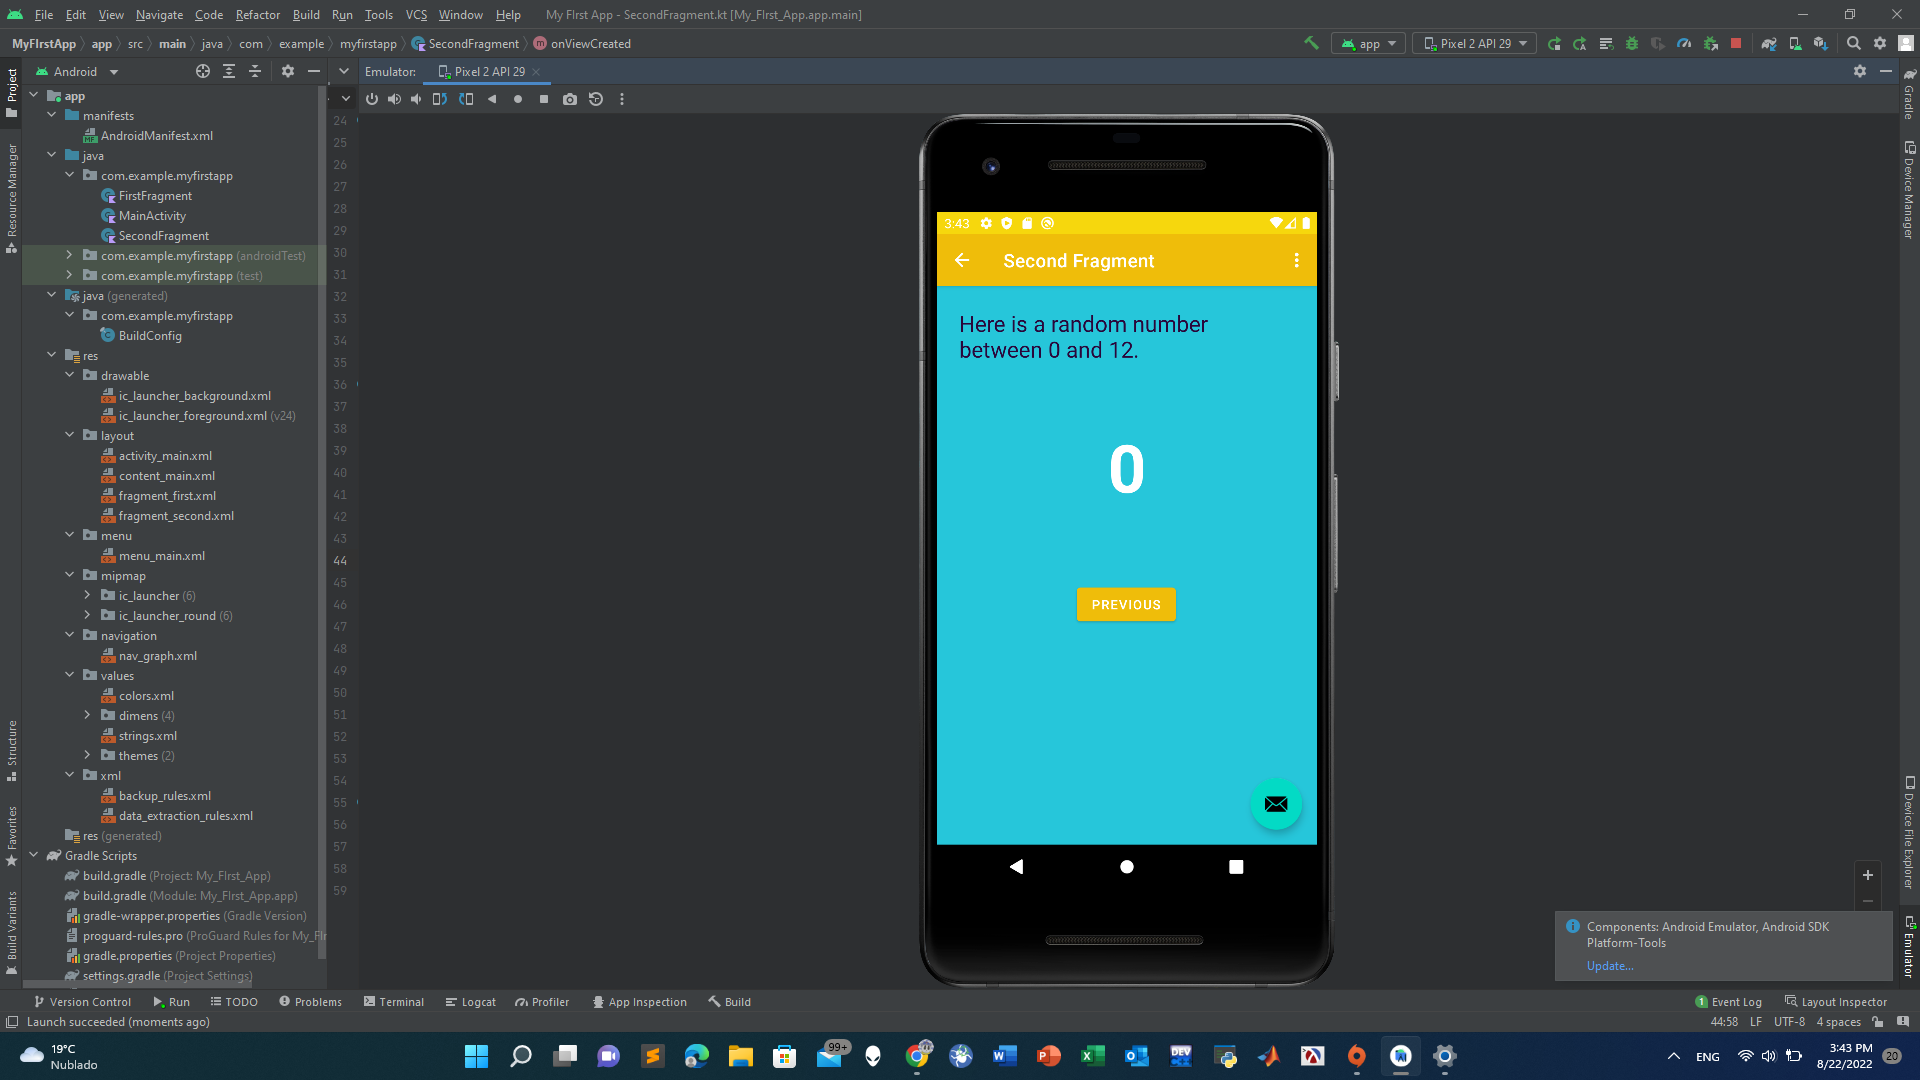 File Edit View Navigate Code Refactor Build Run Tools VCS Window Help My FIrst App - SecondFragment.kt [My_FIrst_App.app.main]
MyFIrstApp app src main java com example myfirstapp SecondFragment onViewCreated app Pixel 2 API 29
Project
Resource Manager
Structure
Favorites
Build Variants
Android
app
manifests
AndroidManifest.xml
java
com.example.myfirstapp
FirstFragment
MainActivity
SecondFragment
com.example.myfirstapp (androidTest)
com.example.myfirstapp (test)
java (generated)
com.example.myfirstapp
BuildConfig
res
drawable
ic_launcher_background.xml
ic_launcher_foreground.xml (v24)
layout
activity_main.xml
content_main.xml
fragment_first.xml
fragment_second.xml
menu
menu_main.xml
mipmap
ic_launcher (6)
ic_launcher_round (6)
navigation
nav_graph.xml
values
colors.xml
dimens (4)
strings.xml
themes (2)
xml
backup_rules.xml
data_extraction_rules.xml
res (generated)
Gradle Scripts
build.gradle (Project: My_FIrst_App)
build.gradle (Module: My_FIrst_App.app)
gradle-wrapper.properties (Gradle Version)
proguard-rules.pro (ProGuard Rules for My_FIr
gradle.properties (Project Properties)
settings.gradle (Project Settings)
Emulator: Pixel 2 API 29
24
25
26
27
28
29
30
31
32
33
34
35
36
37
38
39
40
41
42
43
44
45
46
47
48
49
50
51
52
53
54
55
56
57
58
59
3:43
Second Fragment
Here is a random number
between 0 and 12.
0
PREVIOUS
Gradle
Device Manager
Device File Explorer
Emulator
Components: Android Emulator, Android SDK
Platform-Tools
Update...
Version Control Run TODO Problems Terminal Logcat Profiler App Inspection Build 1 Event Log Layout Inspector
Launch succeeded (moments ago) 44:58 LF UTF-8 4 spaces
19°C
Nublado
99+
DEV
ENG
3:43 PM
8/22/2022
20